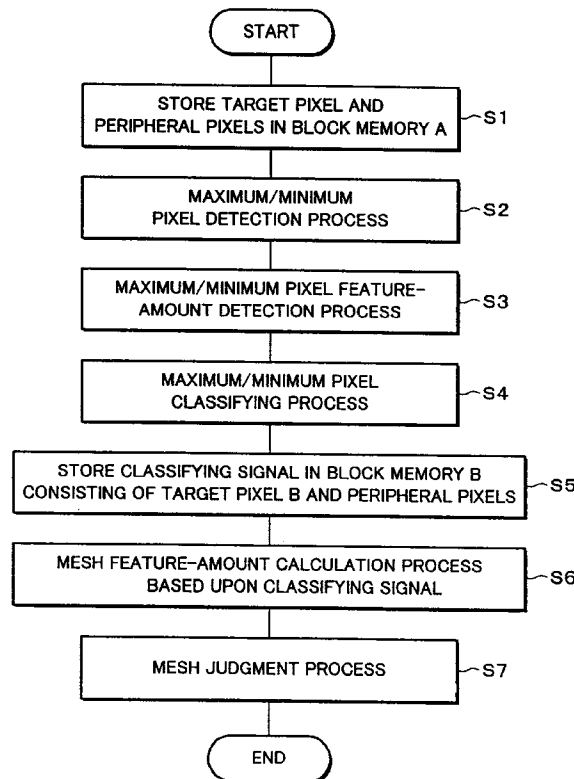 START
STORE TARGET PIXEL AND
PERIPHERAL PIXELS IN BLOCK MEMORY A
S1
MAXIMUM/MINIMUM
PIXEL DETECTION PROCESS
S2
MAXIMUM/MINIMUM PIXEL FEATURE-
AMOUNT DETECTION PROCESS
S3
MAXIMUM/MINIMUM PIXEL
CLASSIFYING PROCESS
S4
STORE CLASSIFYING SIGNAL IN BLOCK MEMORY B
CONSISTING OF TARGET PIXEL B AND PERIPHERAL PIXELS
S5
MESH FEATURE-AMOUNT CALCULATION PROCESS
BASED UPON CLASSIFYING SIGNAL
S6
MESH JUDGMENT PROCESS
S7
END